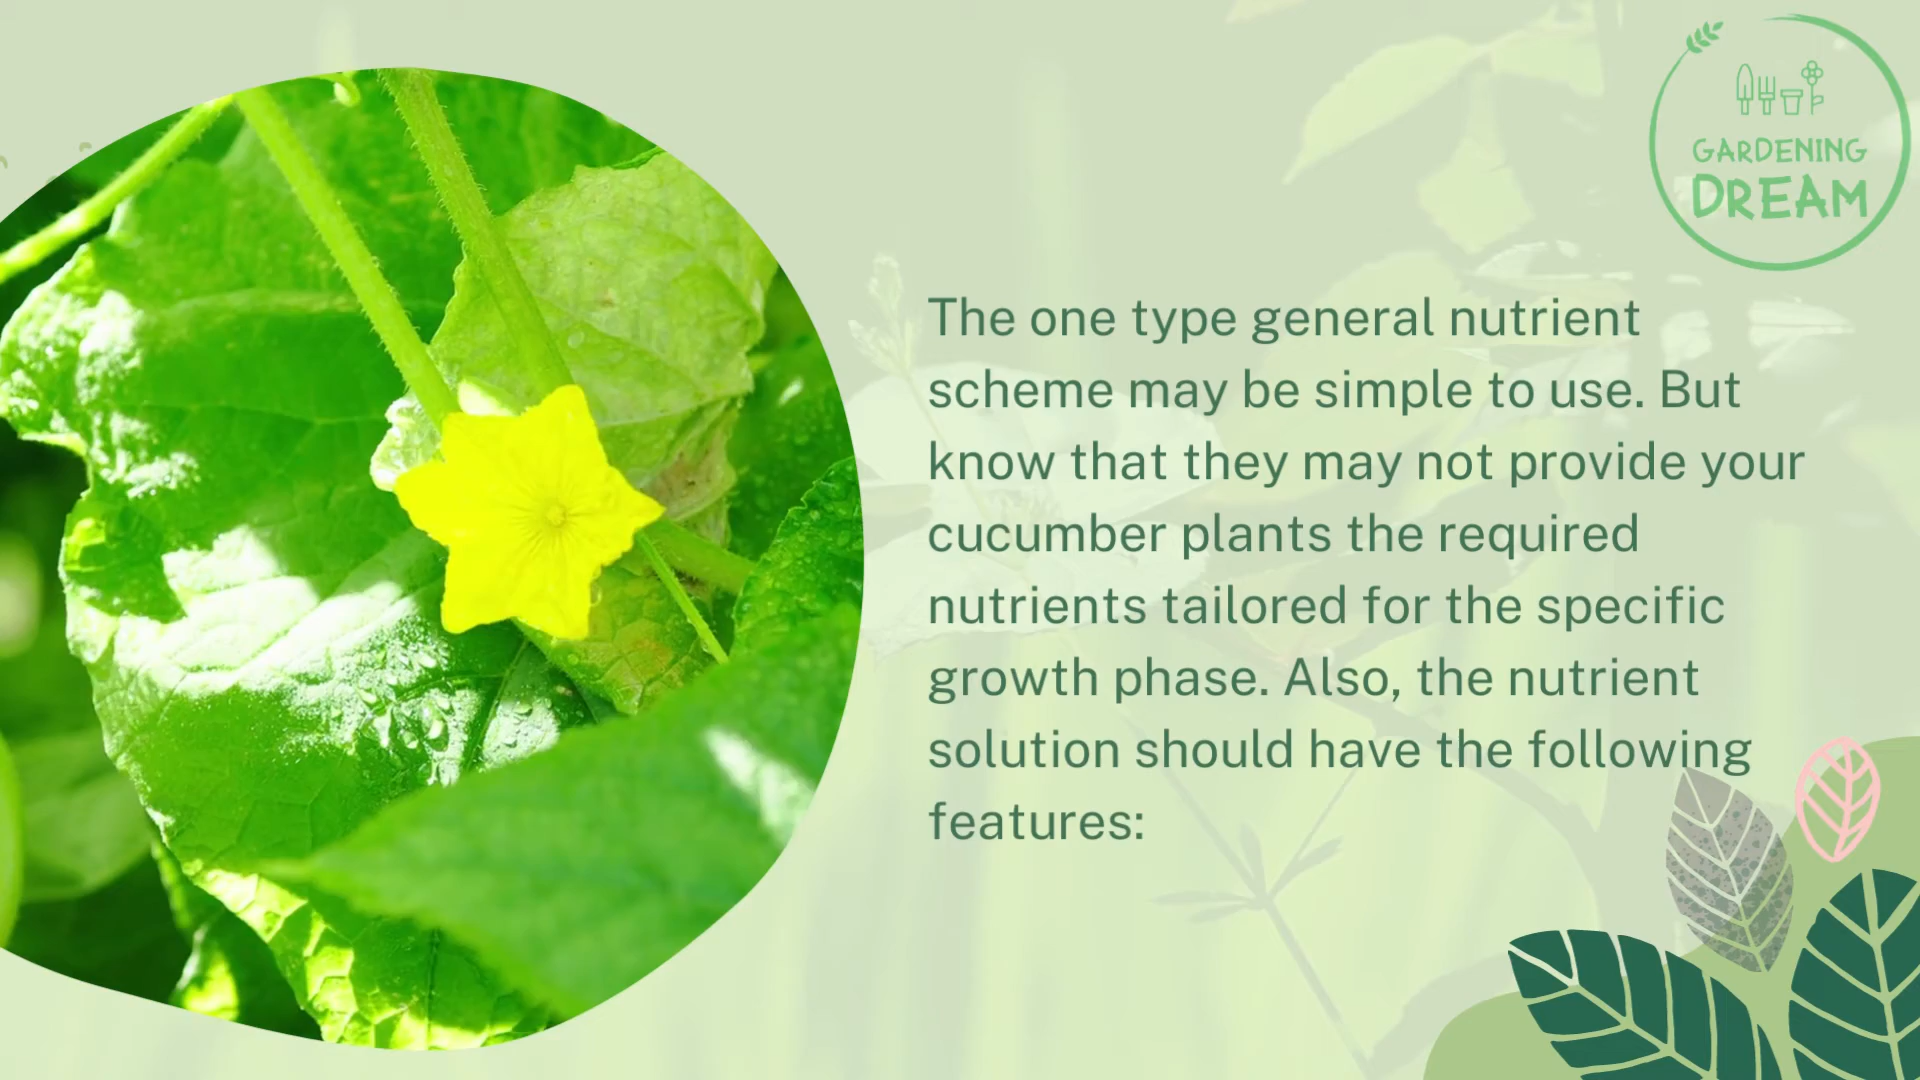 GARDENING
DREAM
The one type general nutrient
scheme may be simple to use. But
know that they may not provide your
cucumber plants the required
nutrients tailored for the specific
growth phase. Also, the nutrient
solution should have the following
features: